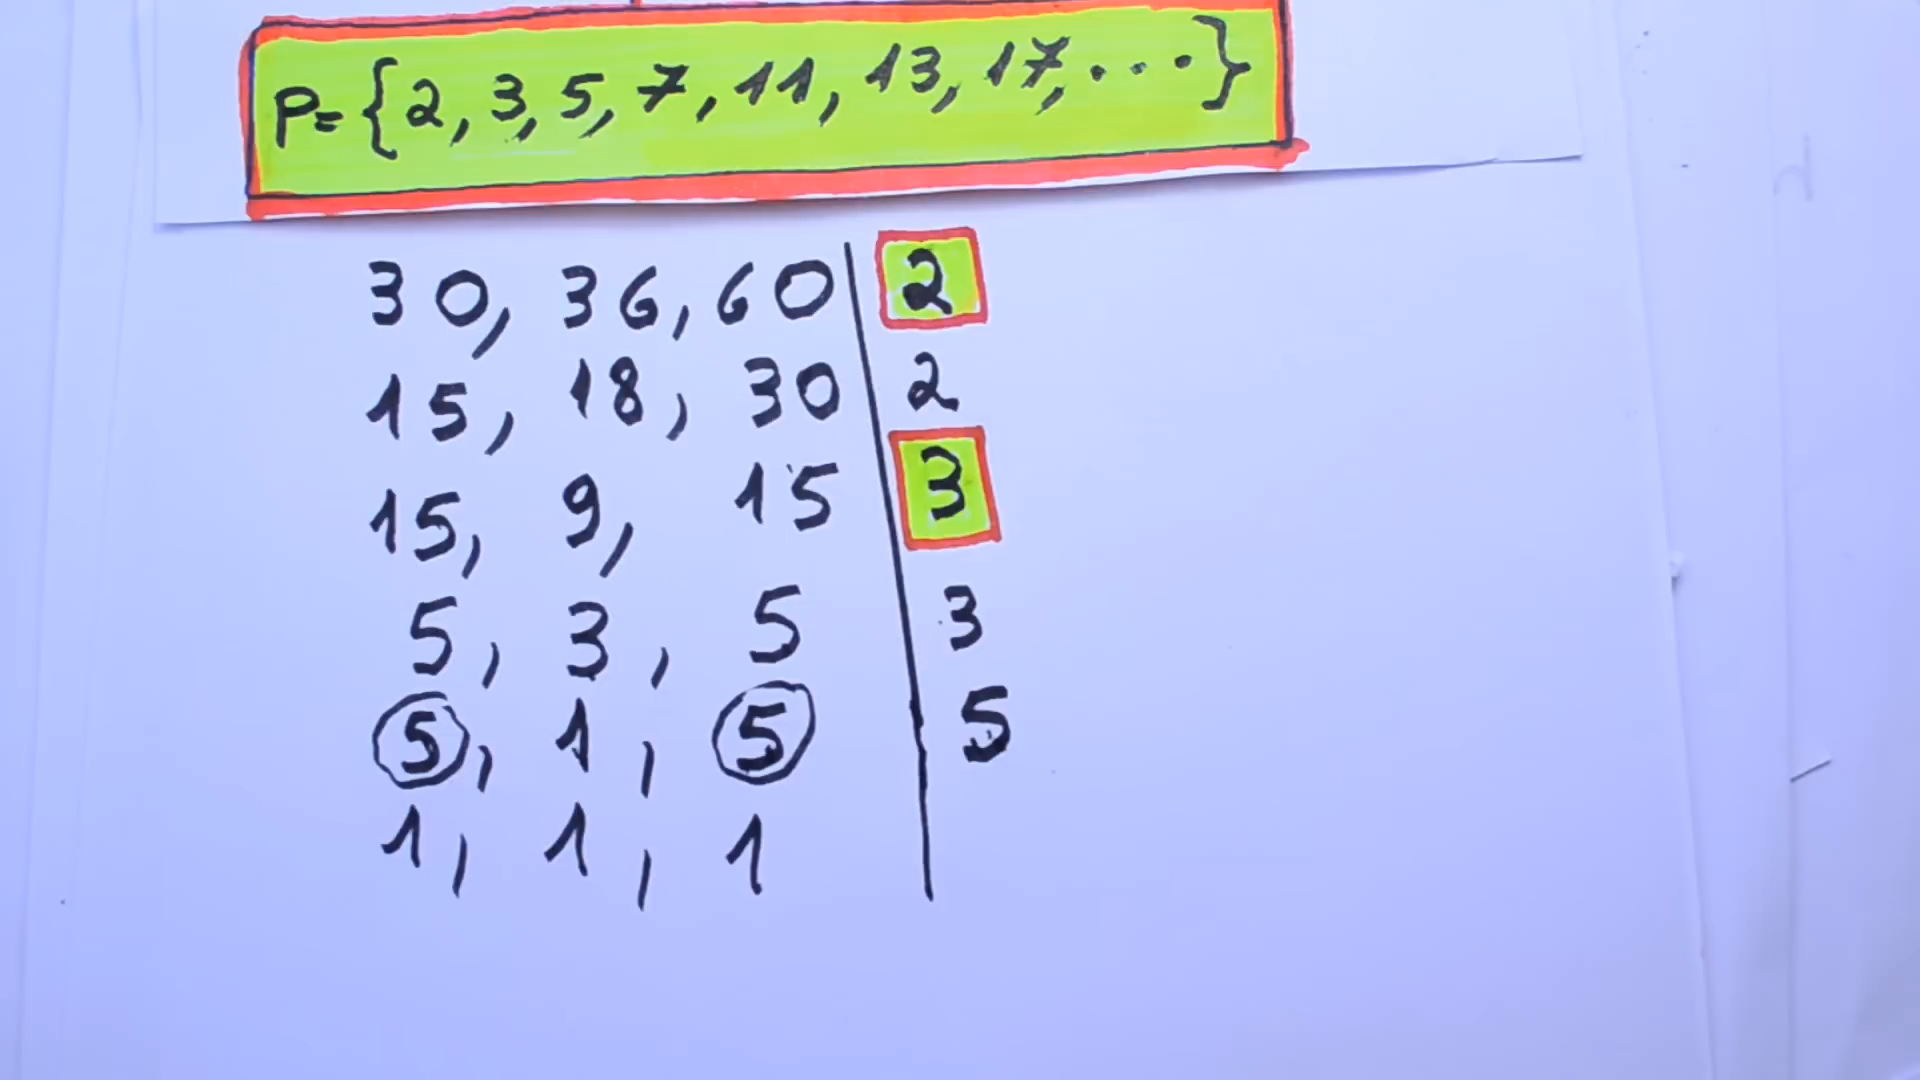 P={2, 3, 5, 7, 11, 13, 17, ...}
30, 36, 60 | 2
15, 18, 30 | 2
15, 9, 15 | 3
5, 3, 5 | 3
5, 1, 5 | 5
1, 1, 1 |